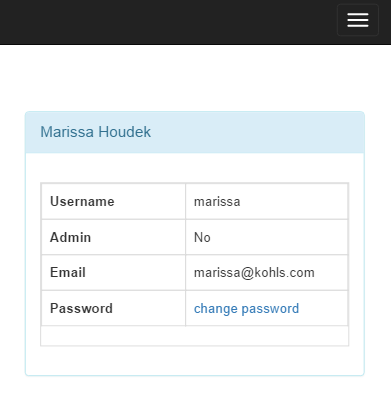 Marissa Houdek
Username marissa
Admin No
Email marissa@kohls.com
Password change password